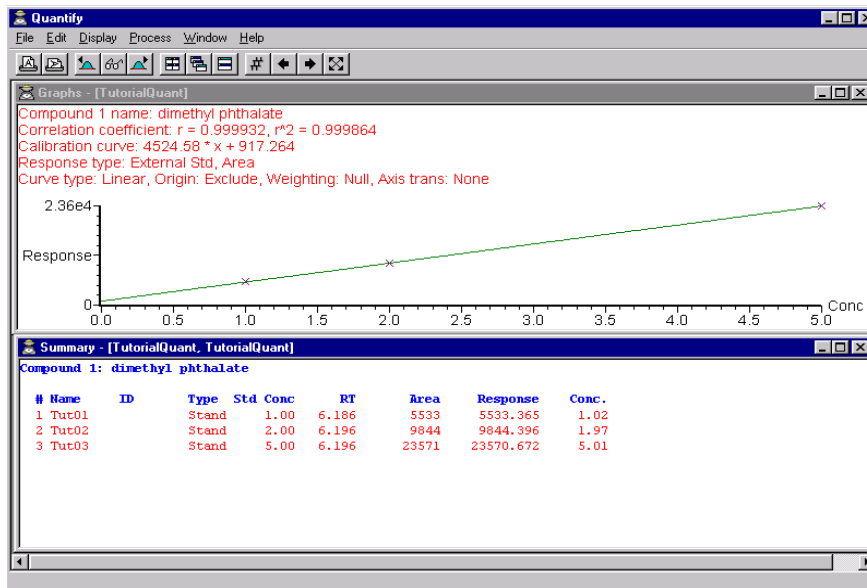 Quantify
File Edit Display Process Window Help
Graphs - [TutorialQuant]
Compound 1 name: dimethyl phthalate
Correlation coefficient: r = 0.999932, r^2 = 0.999864
Calibration curve: 4524.58 * x + 917.264
Response type: External Std, Area
Curve type: Linear, Origin: Exclude, Weighting: Null, Axis trans: None
2.36e4
Response
0
Conc
0.0 0.5 1.0 1.5 2.0 2.5 3.0 3.5 4.0 4.5 5.0
Summary - [TutorialQuant, TutorialQuant]
Compound 1: dimethyl phthalate
# Name ID Type Std Conc RT Area Response Conc.
1 Tut01 Stand 1.00 6.186 5533 5533.365 1.02
2 Tut02 Stand 2.00 6.196 9844 9844.396 1.97
3 Tut03 Stand 5.00 6.196 23571 23570.672 5.01